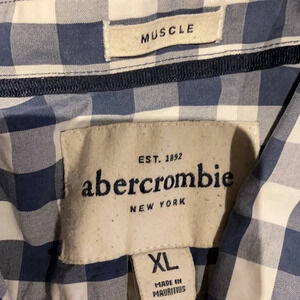 MUSCLE
EST. 1892
abercrombie
NEW YORK
XL
MADE IN
MAURITIUS